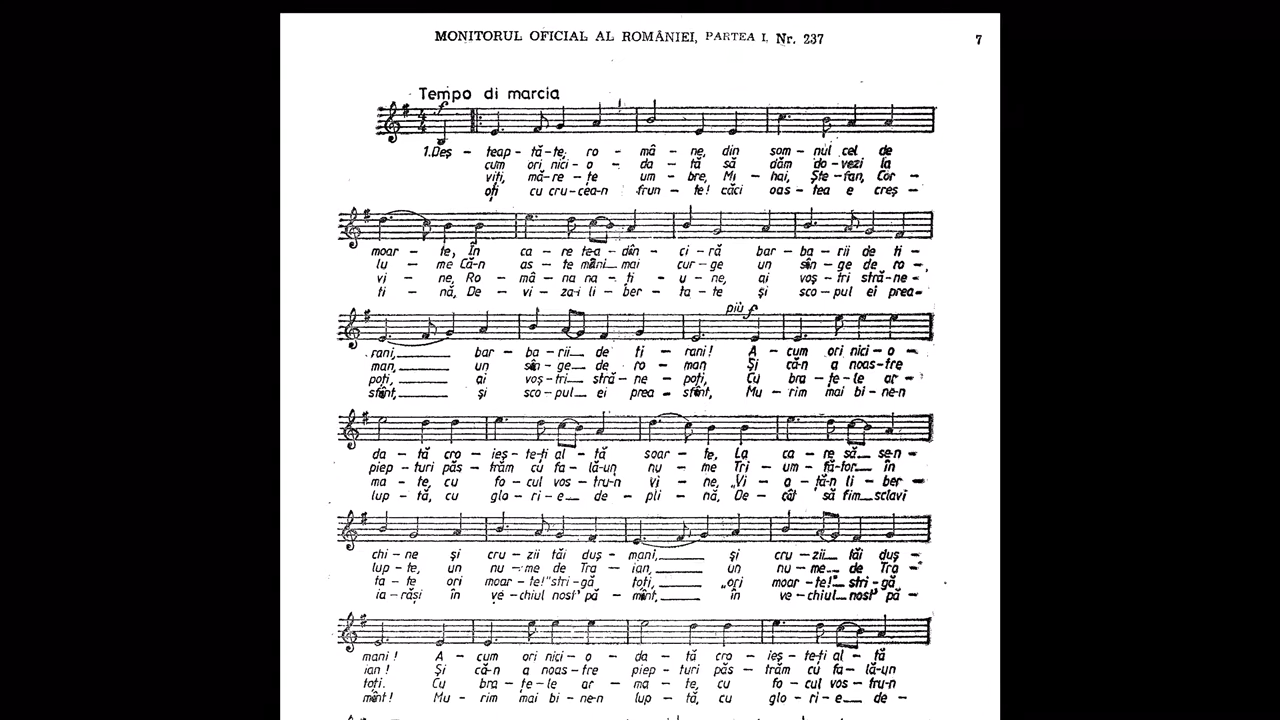 MONITORUL OFICIAL AL ROMÂNIEI, PARTEA I, Nr. 237
7
Tempo di marcia
f
1.Deș – teap – tă – te, ro – mâ – ne, din som – nul cel de
cum ori nici – o – da – tă să dăm do – vezi la
viți, mă – re – te um – bre, Mi – hai, Ște – fan, Cor –
oți cu cru – cea-n frun – te! căci oas – tea e creș –
moar – te, În ca – re te-a – dân – ci – ră bar – ba – rii de ti –
lu – me Că-n as – te mâni mai cur – ge un sân – ge de ro –
vi – ne, Ro – mâ – na na – ți – u – ne, ai voș – tri stră – ne –
ti – nă, De – vi – za-i li – ber – ta – te și sco – pul ei prea –
più f
rani, bar – ba – rii de ti – rani! A – cum ori nici – o –
man, un sân – ge de ro – man Și că-n a noas – tre
poți, ai voș – tri stră – ne – poți, Cu bra – țe – le ar –
sfânt, și sco – pul ei prea – sfânt, Mu – rim mai bi – ne-n
da – tă cro – ieș – te-ți al – tă soar – te, La ca – re să se-n –
piep – turi păs – trăm cu fa – lă-un nu – me Tri – um – fă – tor în
ma – te, cu fo – cul vos – tru-n vi – ne, „Vi – a – ță-n li – ber –
lup – tă, cu glo – ri – e de – pli – nă, De – cât să fim sclavi
chi – ne și cru – zii tăi duș – mani, și cru – zii tăi duș –
lup – te, un nu – me de Tra – ian, un nu – me de Tra –
ta – te ori moar – te!" stri – gă toți, „ori moar – te!" stri – gă
ia – răși în ve – chiul nost' pă – mînt, în ve – chiul nost' pă –
mani! A – cum ori nici – o – da – tă cro – ieș – te-ți al – tă
ian! Și că-n a noas – tre piep – turi păs – trăm cu fa – lă-un
toți. Cu bra – țe – le ar – ma – te, cu fo – cul vos – tru-n
mînt! Mu – rim mai bi – ne-n lup – tă, cu glo – ri – e de –